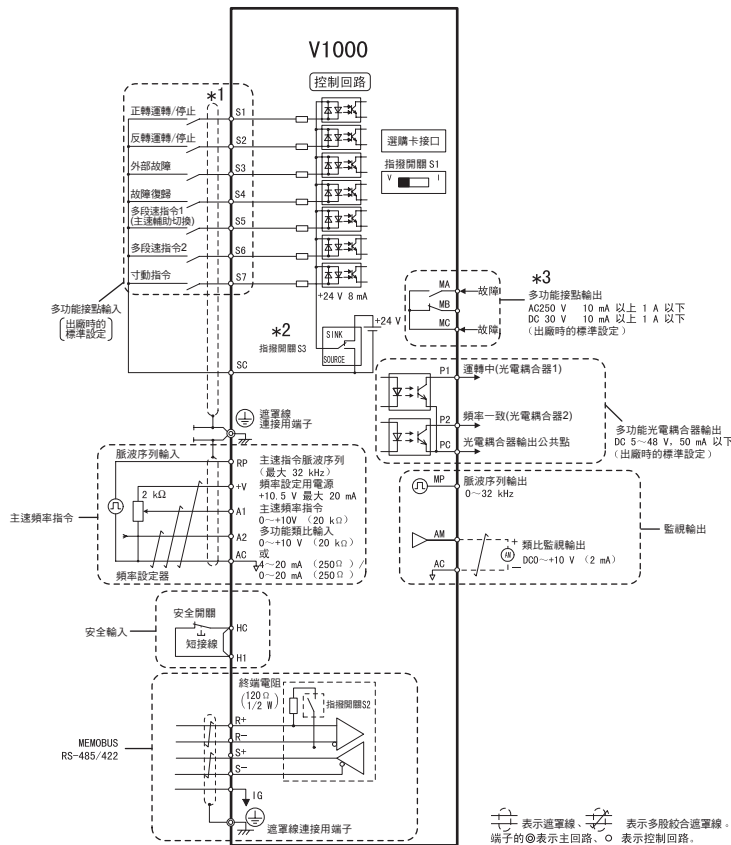 V1000
控制回路
*1
正轉運轉/停止
S1
反轉運轉/停止
S2
外部故障
S3
故障復歸
S4
多段速指令1
(主速輔助切換)
S5
多段速指令2
S6
寸動指令
S7
多功能接點輸入
出廠時的
標準設定
選購卡接口
指撥開關 S1
V
I
+24 V 8 mA
*2
指撥開關 S3
SINK
SOURCE
+24 V
SC
遮罩線
連接用端子
*3
MA
MB
MC
故障
故障
多功能接點輸出
AC250 V 10 mA 以上 1 A 以下
DC 30 V 10 mA 以上 1 A 以下
(出廠時的標準設定)
P1
運轉中(光電耦合器1)
P2
頻率一致(光電耦合器2)
PC
光電耦合器輸出公共點
多功能光電耦合器輸出
DC 5~48 V, 50 mA 以下
(出廠時的標準設定)
主速頻率指令
脈波序列輸入
2 kΩ
頻率設定器
RP
主速指令脈波序列
(最大 32 kHz)
+V
頻率設定用電源
+10.5 V 最大 20 mA
A1
主速頻率指令
0~+10V (20 kΩ)
A2
多功能類比輸入
0~+10 V (20 kΩ)
AC
或
4~20 mA (250Ω) /
0~20 mA (250Ω)
MP
脈波序列輸出
0~32 kHz
AM
AC
+
AM
-
類比監視輸出
DC0~+10 V (2 mA)
監視輸出
安全輸入
安全開關
短接線
HC
H1
MEMOBUS
RS-485/422
終端電阻
(120Ω
1/2 W)
指撥開關S2
R+
R-
S+
S-
IG
遮罩線連接用端子
表示遮罩線、
表示多股絞合遮罩線。
端子的◎表示主回路、○ 表示控制回路。